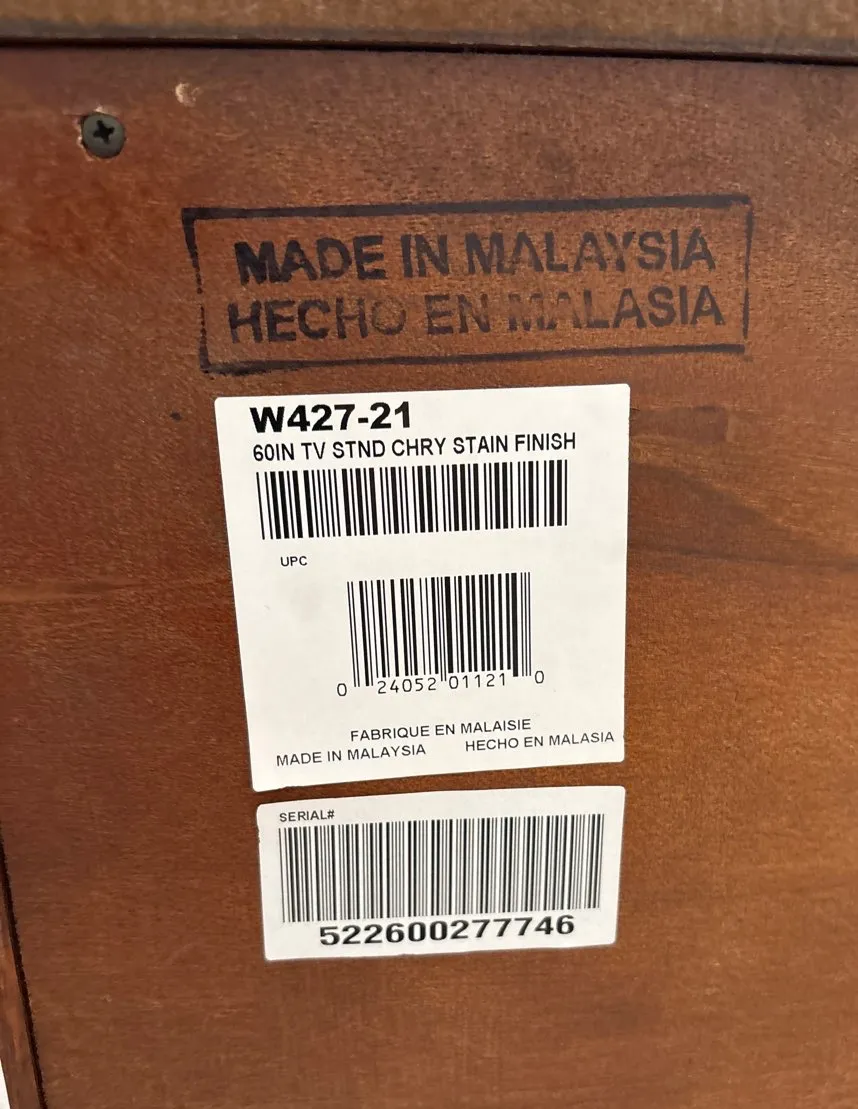 MADE IN MALAYSIA
HECHO EN MALASIA
W427-21
60IN TV STND CHRY STAIN FINISH
UPC
0 24052 01121 0
FABRIQUE EN MALAISIE
MADE IN MALAYSIA HECHO EN MALASIA
SERIAL#
522600277746